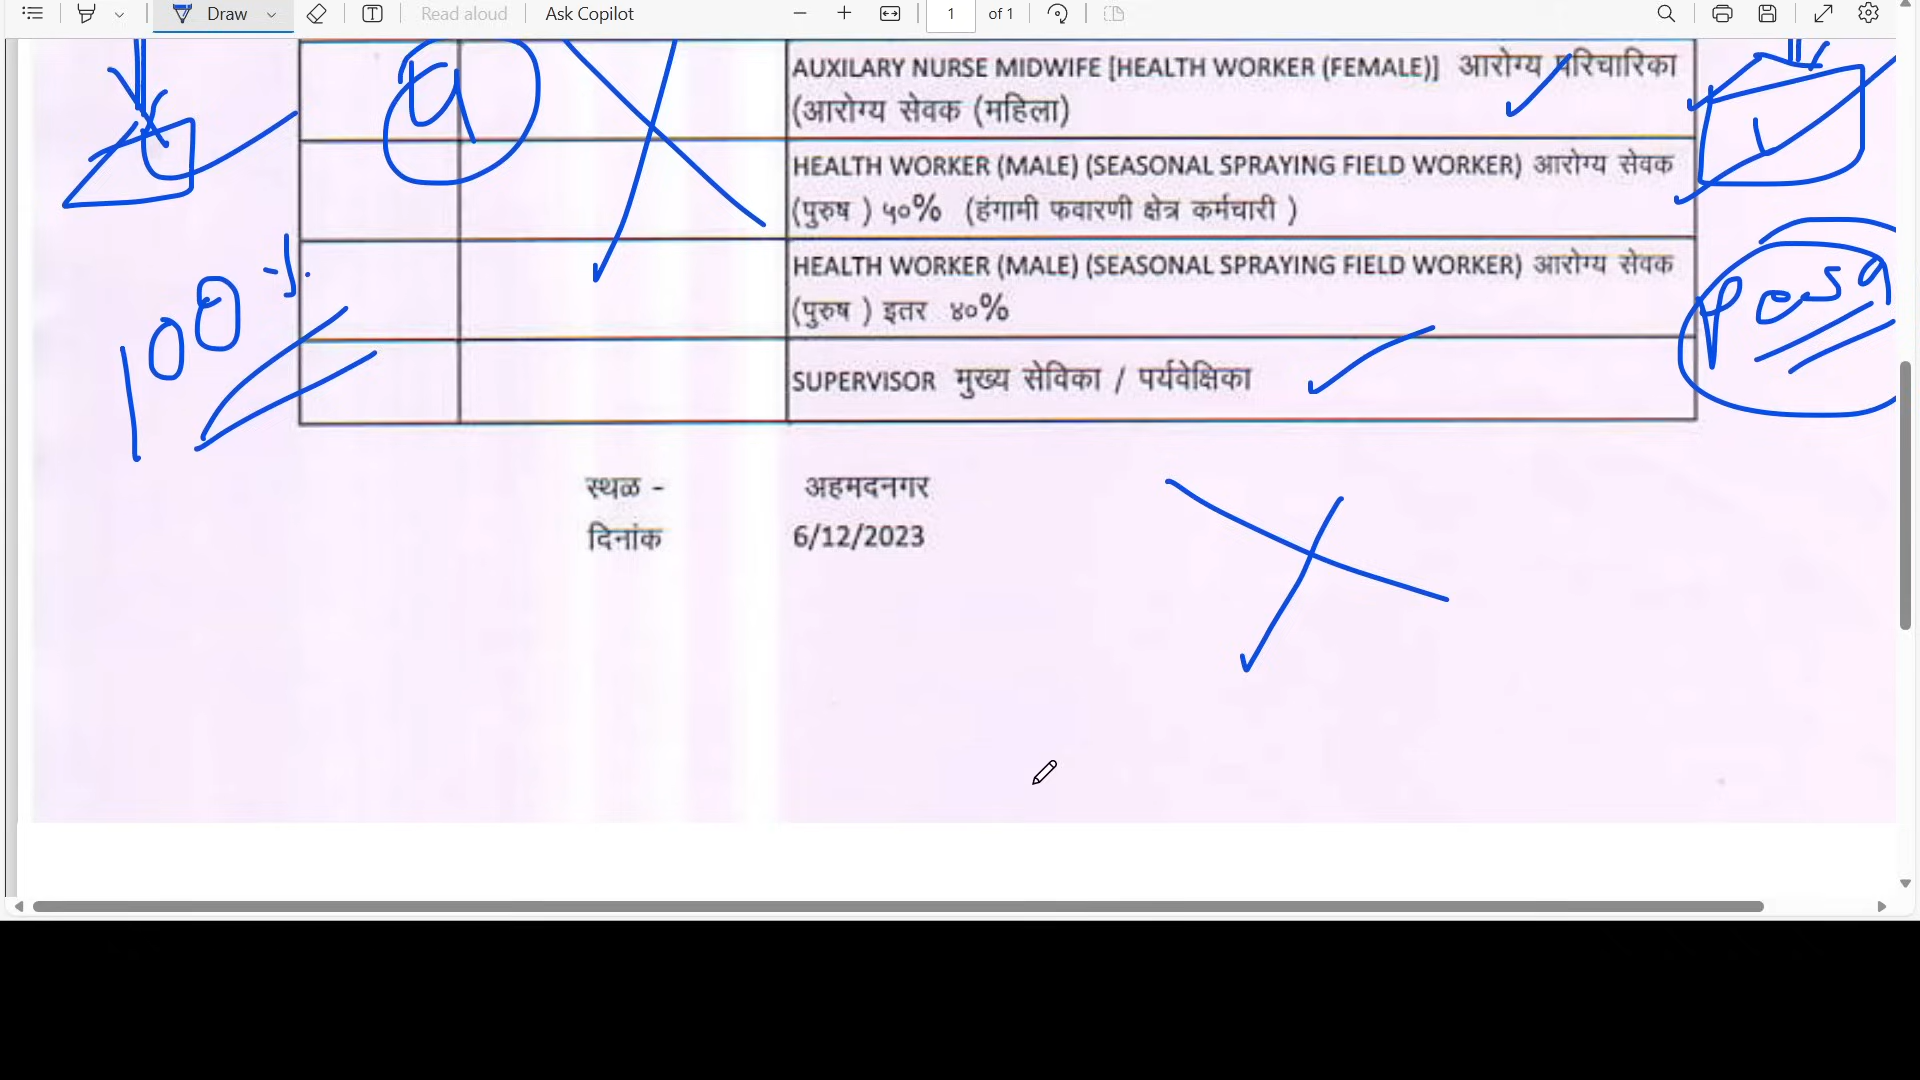 Draw Read aloud Ask Copilot 1 of 1
AUXILARY NURSE MIDWIFE [HEALTH WORKER (FEMALE)] आरोग्य परिचारिका
(आरोग्य सेवक (महिला)
HEALTH WORKER (MALE) (SEASONAL SPRAYING FIELD WORKER) आरोग्य सेवक
(पुरुष ) ५०% (हंगामी फवारणी क्षेत्र कर्मचारी )
HEALTH WORKER (MALE) (SEASONAL SPRAYING FIELD WORKER) आरोग्य सेवक
(पुरुष ) इतर ४०%
100%
SUPERVISOR मुख्य सेविका / पर्यवेक्षिका
स्थळ - अहमदनगर
दिनांक 6/12/2023